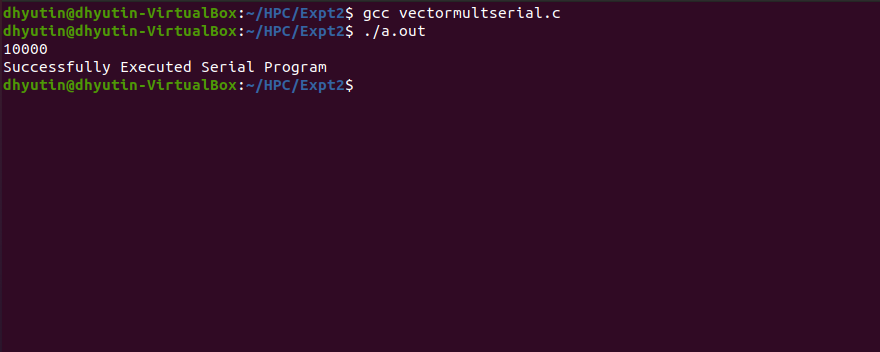 dhyutin@dhyutin-VirtualBox:~/HPC/Expt2$ gcc vectormultserial.c
dhyutin@dhyutin-VirtualBox:~/HPC/Expt2$ ./a.out
10000
Successfully Executed Serial Program
dhyutin@dhyutin-VirtualBox:~/HPC/Expt2$